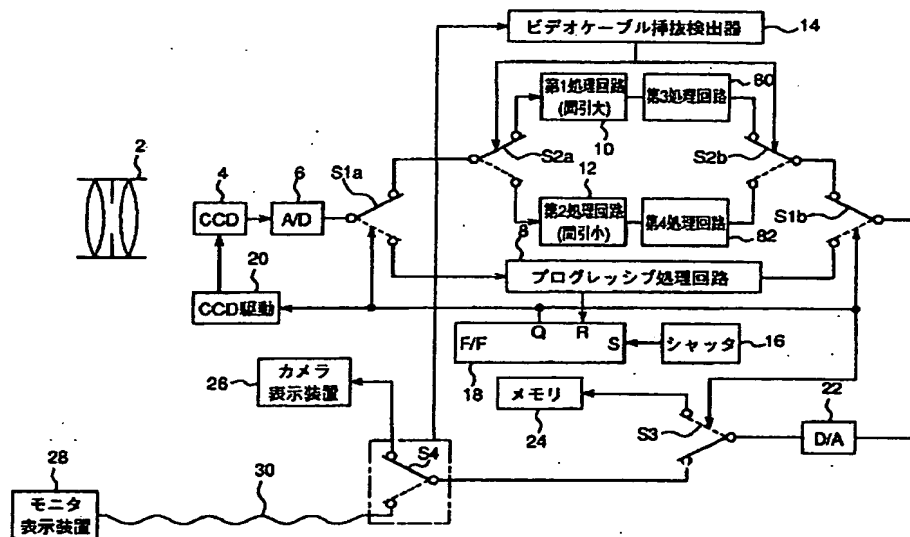 ビデオケーブル挿抜検出器
14
80
第1処理回路
(間引大)
第3処理回路
10
2
S2a
S2b
4
6
S1a
12
CCD
A/D
第2処理回路
(間引小)
第4処理回路
S1b
8
82
20
プログレッシブ処理回路
CCD駆動
Q
R
F/F
S
シャッタ
16
26
カメラ
表示装置
18
メモリ
24
22
S3
D/A
28
30
S4
モニタ
表示装置